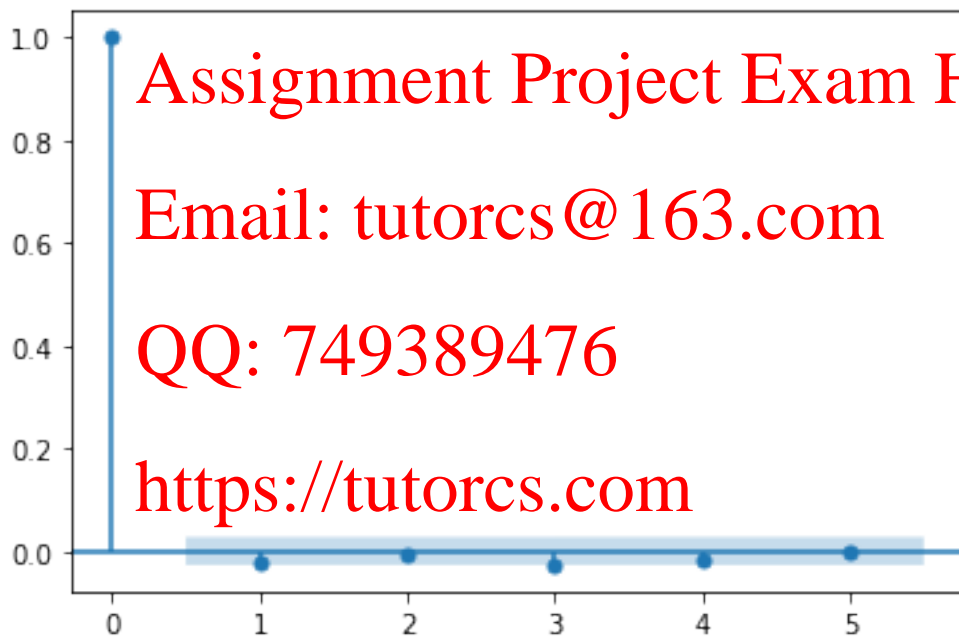 1.0
Assignment Project Exam H
0.8
Email: tutorcs@163.com
0.6
QQ: 749389476
0.4
0.2
https://tutorcs.com
0.0
0 1 2 3 4 5